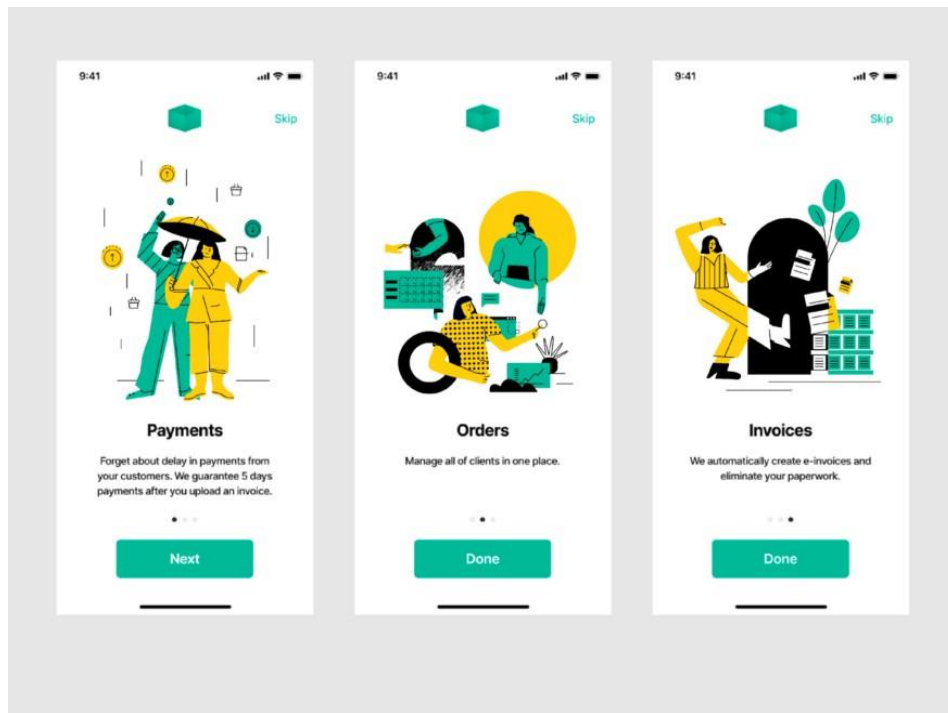 9:41
Skip
Payments
Forget about delay in payments from
your customers. We guarantee 5 days
payments after you upload an invoice.
Next
9:41
Skip
Orders
Manage all of clients in one place.
Done
9:41
Skip
Invoices
We automatically create e-invoices and
eliminate your paperwork.
Done